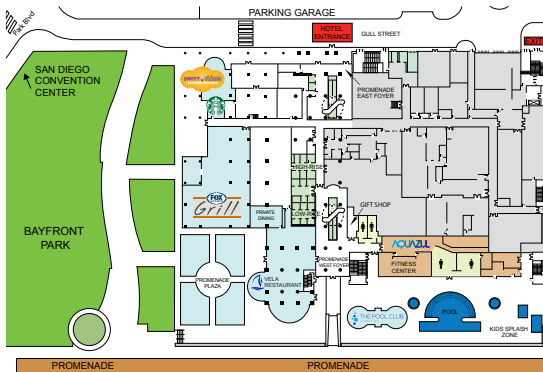 PARKING GARAGE
Park Blvd
HOTEL
ENTRANCE
GULL STREET
EXIT
SAN DIEGO
CONVENTION
CENTER
PROMENADE
EAST FOYER
HIGH-RISE
FOX
Grill
PRIVATE
DINING
LOW-RISE
GIFT SHOP
BAYFRONT
PARK
AQUAZUL
FITNESS
CENTER
PROMENADE
WEST FOYER
PROMENADE
PLAZA
VELA
RESTAURANT
THE POOL CLUB
POOL
KIDS SPLASH
ZONE
PROMENADE
PROMENADE